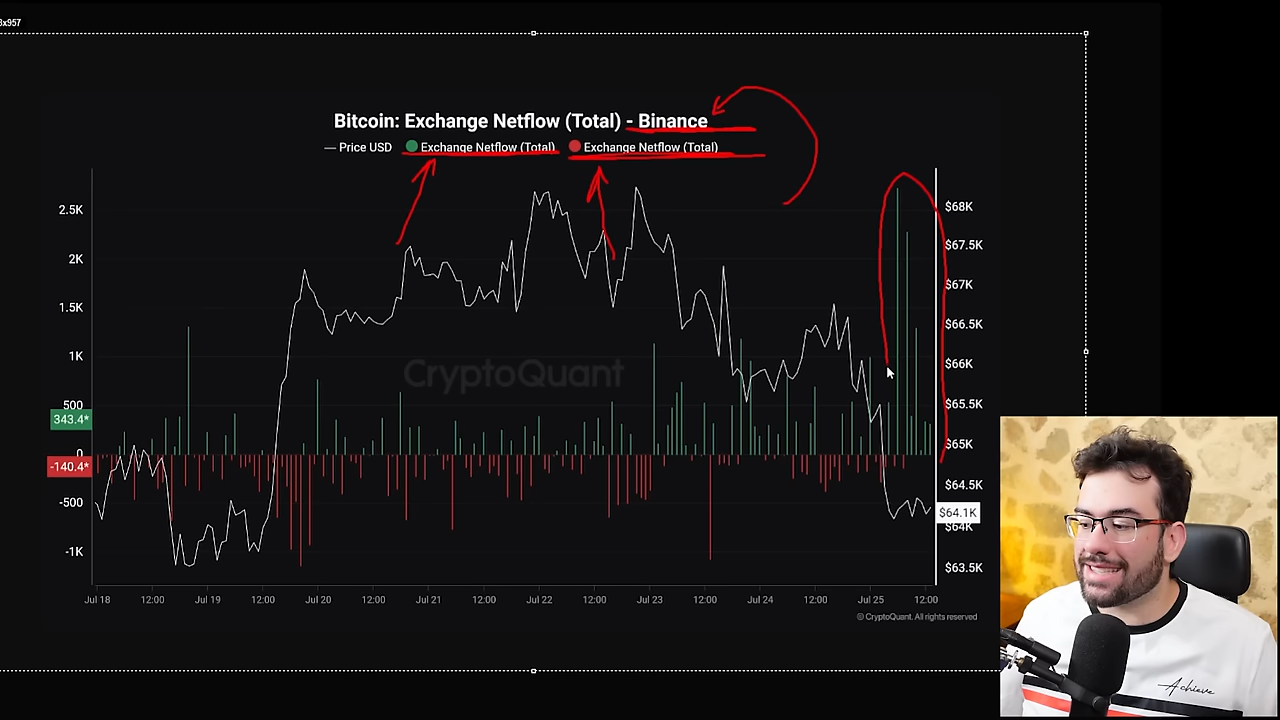 3x957
Bitcoin: Exchange Netflow (Total) - Binance
Price USD Exchange Netflow (Total) Exchange Netflow (Total)
2.5K
2K
1.5K
1K
500
343.4*
0
-140.4*
-500
-1K
$68K
$67.5K
$67K
$66.5K
$66K
$65.5K
$65K
$64.5K
$64.1K
$64K
$63.5K
CryptoQuant
Jul 18 12:00 Jul 19 12:00 Jul 20 12:00 Jul 21 12:00 Jul 22 12:00 Jul 23 12:00 Jul 24 12:00 Jul 25 12:00
© CryptoQuant. All rights reserved
Achieve